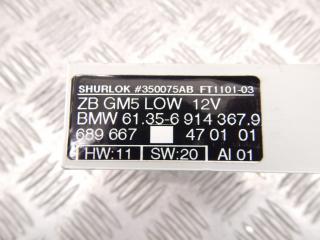 SHURLOK #350075AB FT1101-03
ZB GM5 LOW 12V
BMW 61.35-6 914 367.9
689 667 47 01 01
HW:11 SW:20 AI 01